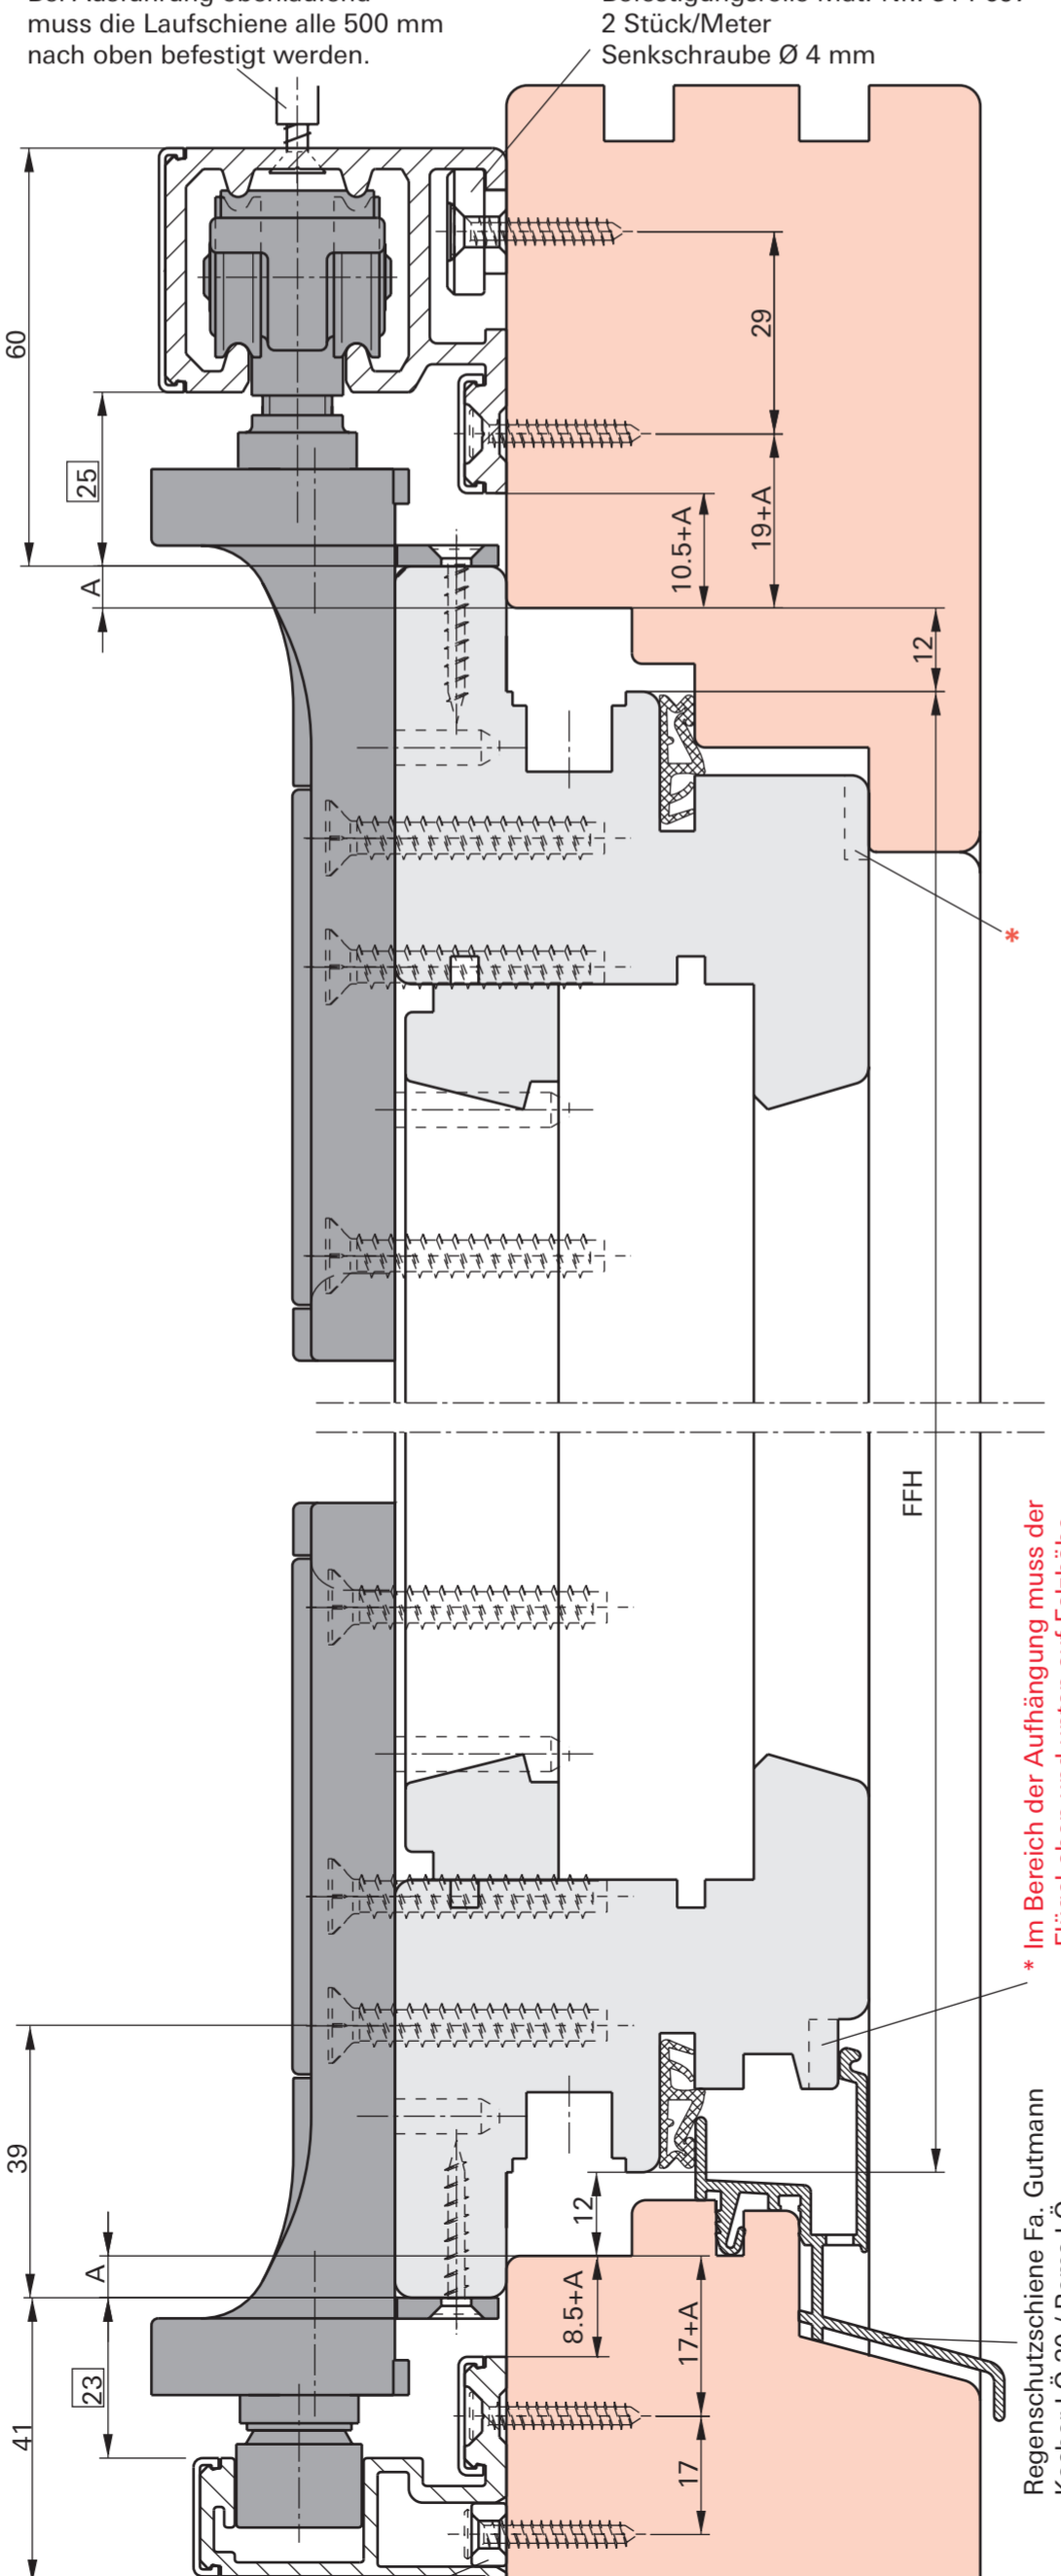 muss die Laufschiene alle 500 mm
nach oben befestigt werden.
2 Stück/Meter
Senkschraube Ø 4 mm
60
25
A
29
19+A
10.5+A
12
*
FFH
* Im Bereich der Aufhängung muss der
39
A
23
41
12
8.5+A
17+A
17
Regenschutzschiene Fa. Gutmann